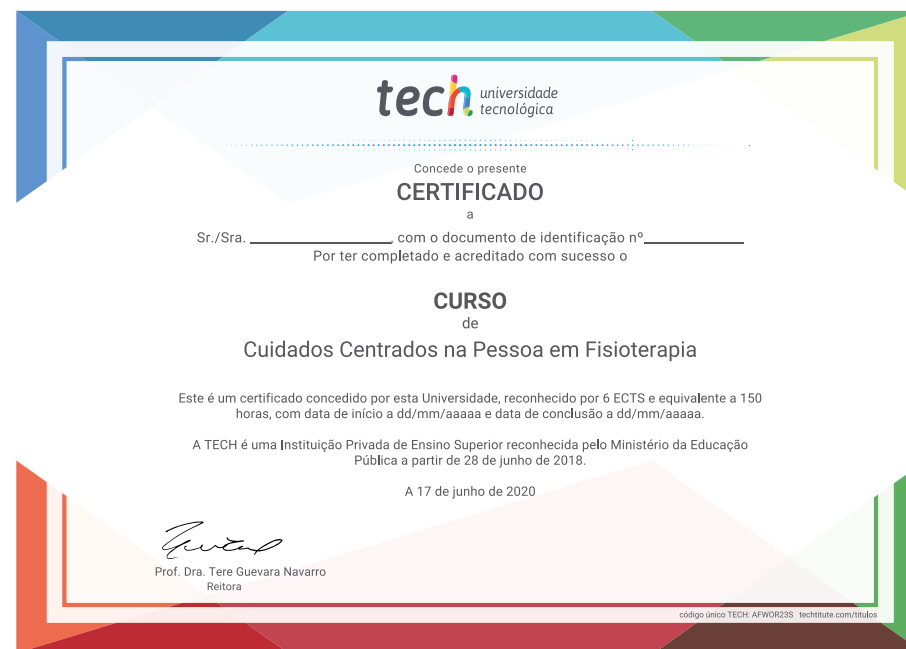 tech universidade
tecnológica
Concede o presente
CERTIFICADO
a
Sr./Sra. ____________________, com o documento de identificação nº______________
Por ter completado e acreditado com sucesso o
CURSO
de
Cuidados Centrados na Pessoa em Fisioterapia
Este é um certificado concedido por esta Universidade, reconhecido por 6 ECTS e equivalente a 150
horas, com data de início a dd/mm/aaaaa e data de conclusão a dd/mm/aaaaa.
A TECH é uma Instituição Privada de Ensino Superior reconhecida pelo Ministério da Educação
Pública a partir de 28 de junho de 2018.
A 17 de junho de 2020
Prof. Dra. Tere Guevara Navarro
Reitora
código único TECH: AFWOR23S techtitute.com/titulos